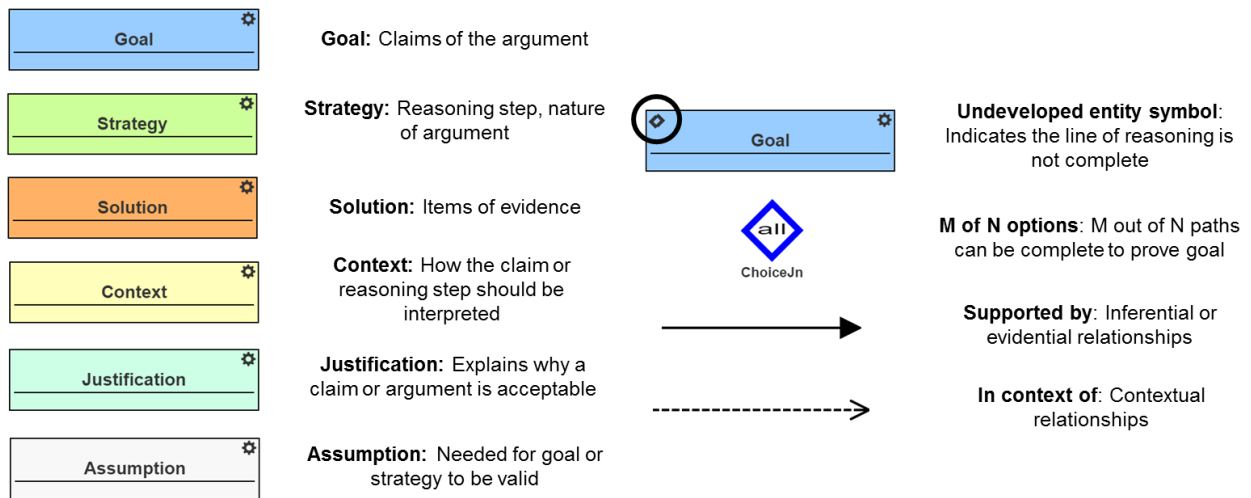 Goal
Goal: Claims of the argument
Strategy
Strategy: Reasoning step, nature
of argument
Solution
Solution: Items of evidence
Context
Context: How the claim or
reasoning step should be
interpreted
Justification
Justification: Explains why a
claim or argument is acceptable
Assumption
Assumption: Needed for goal or
strategy to be valid
Goal
Undeveloped entity symbol:
Indicates the line of reasoning is
not complete
all
ChoiceJn
M of N options: M out of N paths
can be complete to prove goal
Supported by: Inferential or
evidential relationships
In context of: Contextual
relationships